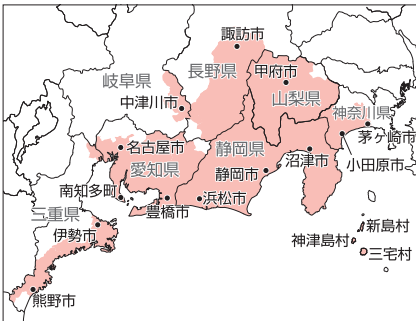 諏訪市
長野県
岐阜県
甲府市
中津川市
山梨県
神奈川県
茅ヶ崎市
名古屋市
静岡県
沼津市
小田原市
愛知県
静岡市
南知多町
豊橋市
浜松市
三重県
伊勢市
新島村
神津島村
三宅村
熊野市